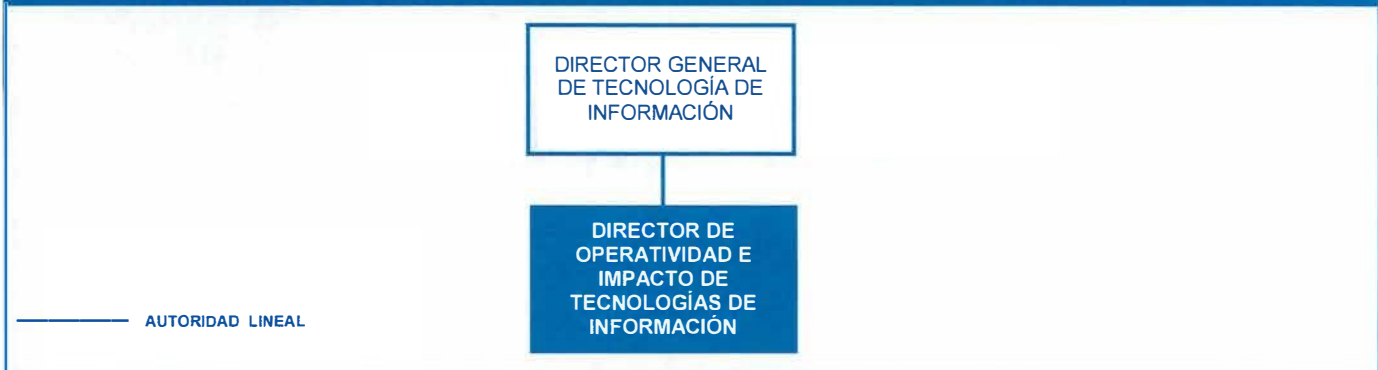 DIRECTOR GENERAL
DE TECNOLOGÍA DE
INFORMACIÓN
DIRECTOR DE
OPERATIVIDAD E
IMPACTO DE
TECNOLOGÍAS DE
INFORMACIÓN
AUTORIDAD LINEAL